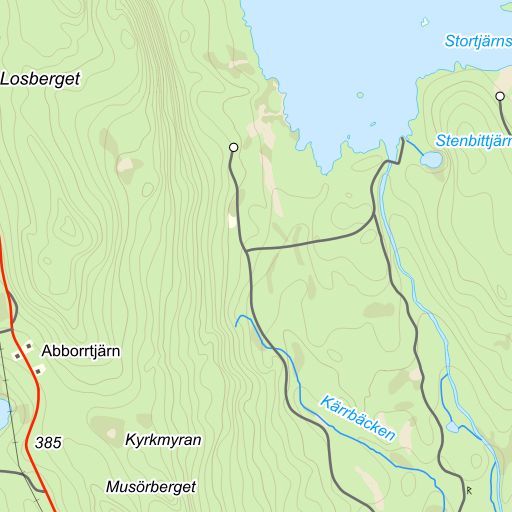 Stortjärns
Losberget
Stenbittjärn
Abborrtjärn
Kärrbäcken
385
Kyrkmyran
Musörberget
R